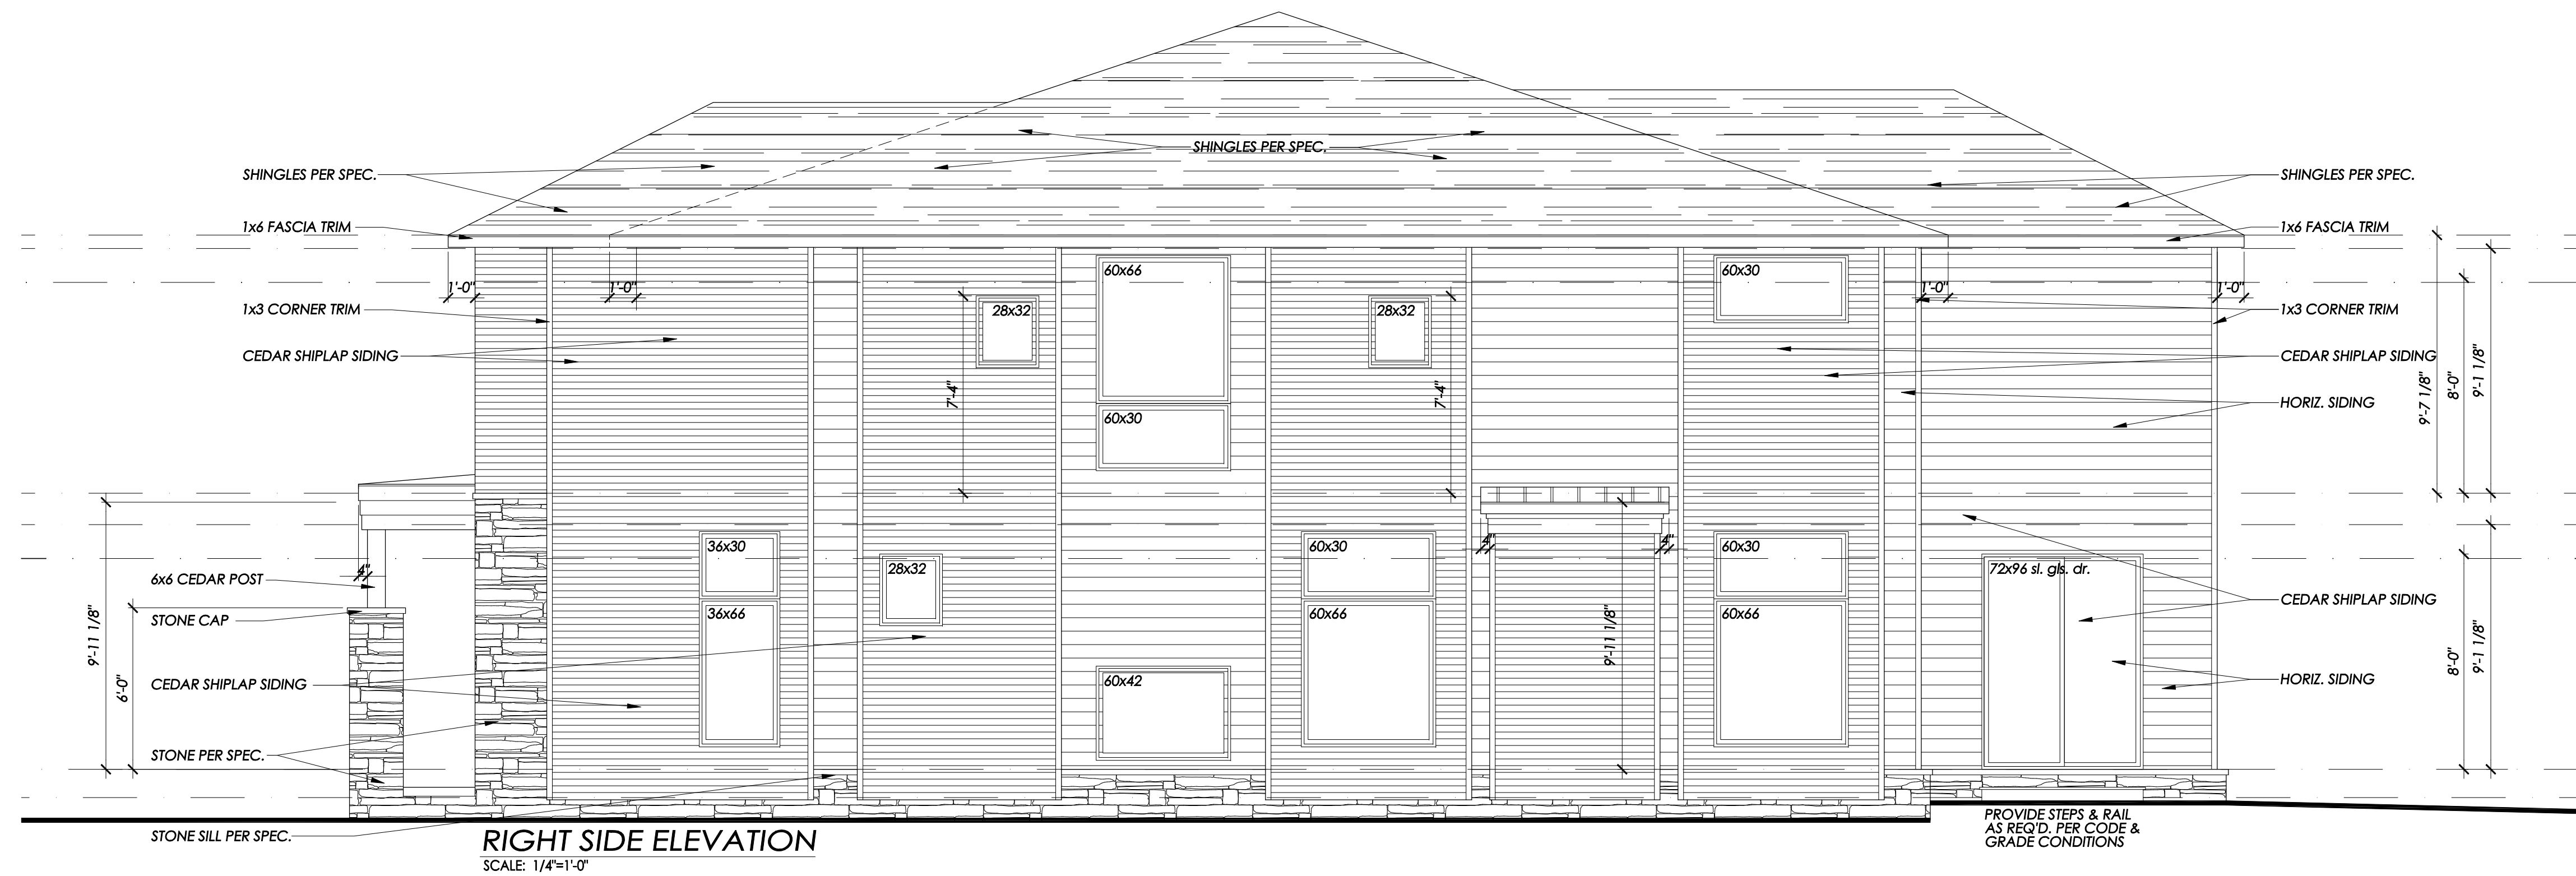 SHINGLES PER SPEC.
SHINGLES PER SPEC.
SHINGLES PER SPEC.
1x6 FASCIA TRIM
1x6 FASCIA TRIM
60x66
60x30
1'-0"
1'-0"
1'-0"
1'-0"
1x3 CORNER TRIM
28x32
28x32
1x3 CORNER TRIM
CEDAR SHIPLAP SIDING
CEDAR SHIPLAP SIDING
7'-4"
7'-4"
9'-7 1/8"
8'-0"
9'-1 1/8"
HORIZ. SIDING
60x30
36x30
60x30
4"
4"
60x30
28x32
72x96 sl. gls. dr.
4"
6x6 CEDAR POST
CEDAR SHIPLAP SIDING
STONE CAP
36x66
60x66
60x66
9'-11 1/8"
6'-0"
9'-11 1/8"
8'-0"
9'-1 1/8"
CEDAR SHIPLAP SIDING
60x42
HORIZ. SIDING
STONE PER SPEC.
STONE SILL PER SPEC.
PROVIDE STEPS & RAIL
AS REQ'D. PER CODE &
GRADE CONDITIONS
RIGHT SIDE ELEVATION
SCALE: 1/4"=1'-0"